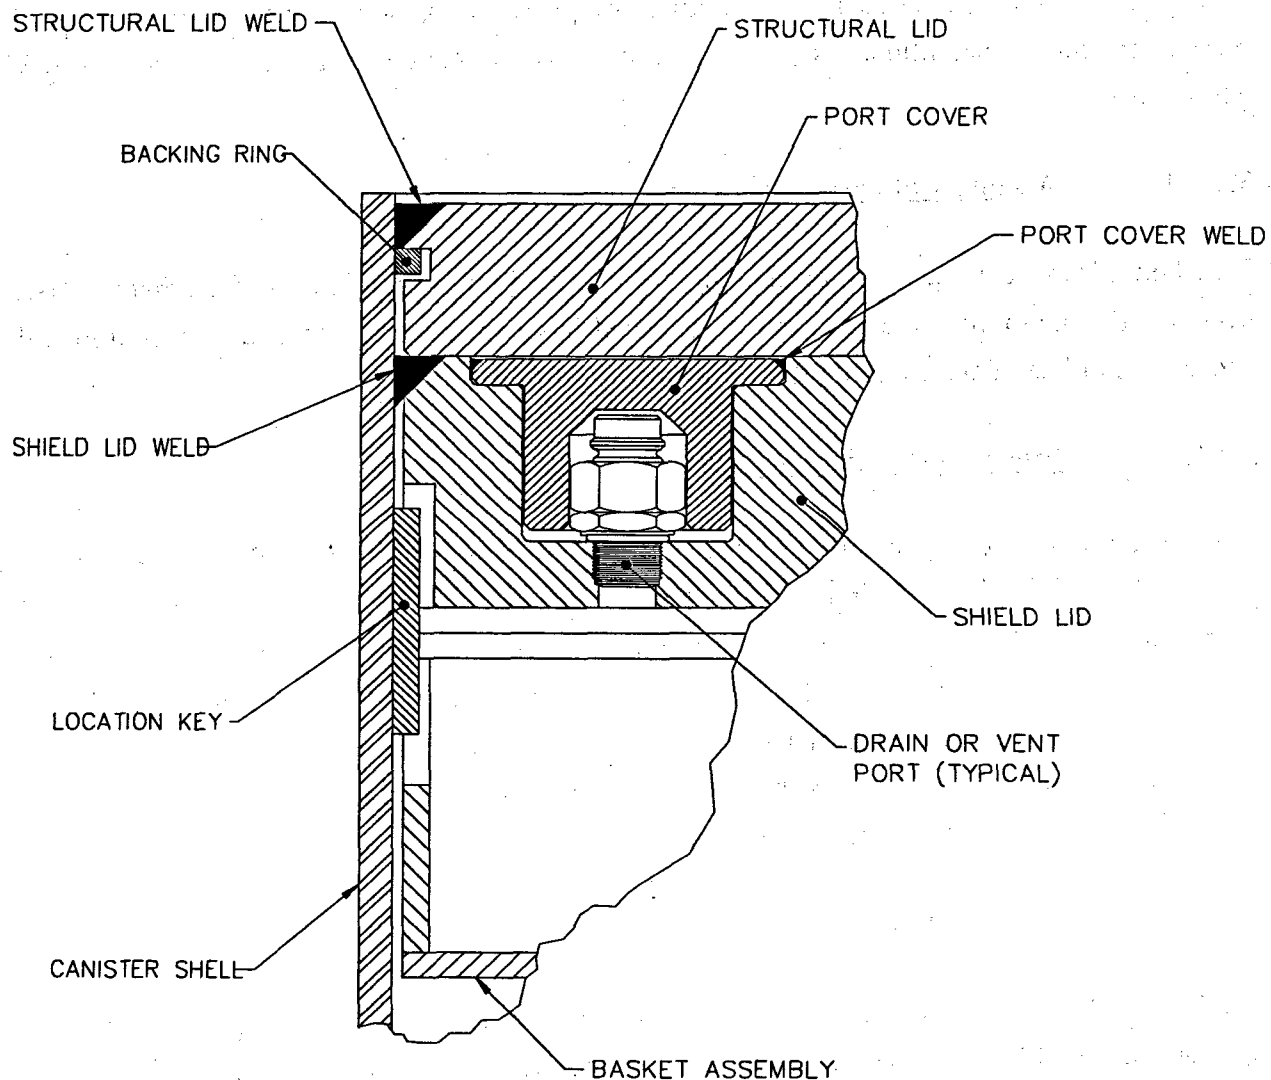 STRUCTURAL LID WELD
STRUCTURAL LID
PORT COVER
BACKING RING
PORT COVER WELD
SHIELD LID WELD
SHIELD LID
LOCATION KEY
DRAIN OR VENT
PORT (TYPICAL)
CANISTER SHELL
BASKET ASSEMBLY